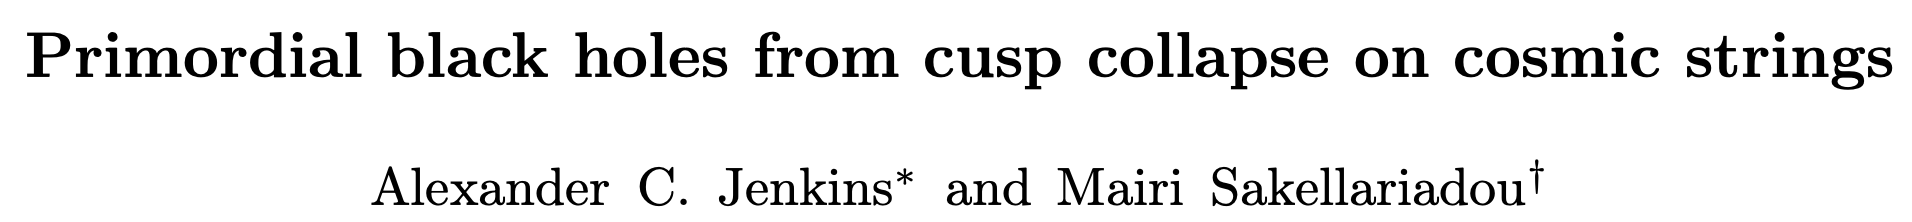 Primordial black holes from cusp collapse on cosmic strings
Alexander C. Jenkins* and Mairi Sakellariadou†